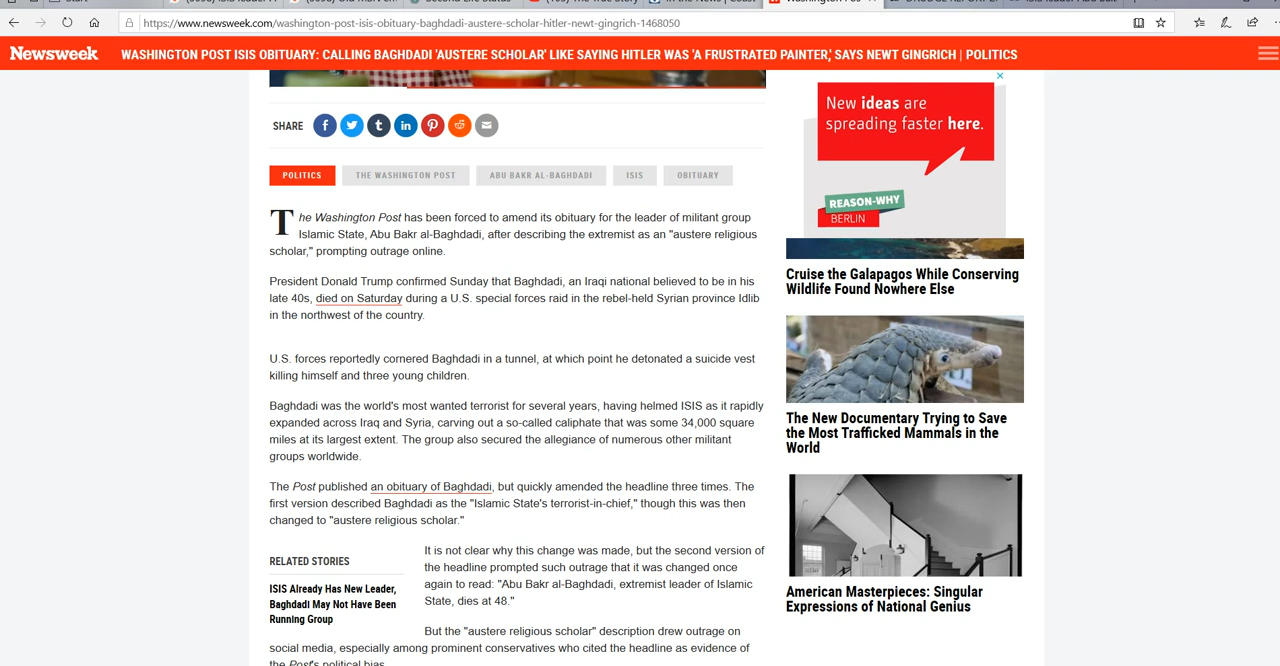 https://www.newsweek.com/washington-post-isis-obituary-baghdadi-austere-scholar-hitler-newt-gingrich-1468050
Newsweek WASHINGTON POST ISIS OBITUARY: CALLING BAGHDADI 'AUSTERE SCHOLAR' LIKE SAYING HITLER WAS 'A FRUSTRATED PAINTER,' SAYS NEWT GINGRICH | POLITICS
SHARE
POLITICS THE WASHINGTON POST ABU BAKR AL-BAGHDADI ISIS OBITUARY
The Washington Post has been forced to amend its obituary for the leader of militant group
Islamic State, Abu Bakr al-Baghdadi, after describing the extremist as an "austere religious
scholar," prompting outrage online.
President Donald Trump confirmed Sunday that Baghdadi, an Iraqi national believed to be in his
late 40s, died on Saturday during a U.S. special forces raid in the rebel-held Syrian province Idlib
in the northwest of the country.
U.S. forces reportedly cornered Baghdadi in a tunnel, at which point he detonated a suicide vest
killing himself and three young children.
Baghdadi was the world's most wanted terrorist for several years, having helmed ISIS as it rapidly
expanded across Iraq and Syria, carving out a so-called caliphate that was some 34,000 square
miles at its largest extent. The group also secured the allegiance of numerous other militant
groups worldwide.
The Post published an obituary of Baghdadi, but quickly amended the headline three times. The
first version described Baghdadi as the "Islamic State's terrorist-in-chief," though this was then
changed to "austere religious scholar."
RELATED STORIES
ISIS Already Has New Leader,
Baghdadi May Not Have Been
Running Group
It is not clear why this change was made, but the second version of
the headline prompted such outrage that it was changed once
again to read: "Abu Bakr al-Baghdadi, extremist leader of Islamic
State, dies at 48."
But the "austere religious scholar" description drew outrage on
social media, especially among prominent conservatives who cited the headline as evidence of
the Post's political bias
New ideas are
spreading faster here.
REASON-WHY
BERLIN
Cruise the Galapagos While Conserving
Wildlife Found Nowhere Else
The New Documentary Trying to Save
the Most Trafficked Mammals in the
World
American Masterpieces: Singular
Expressions of National Genius